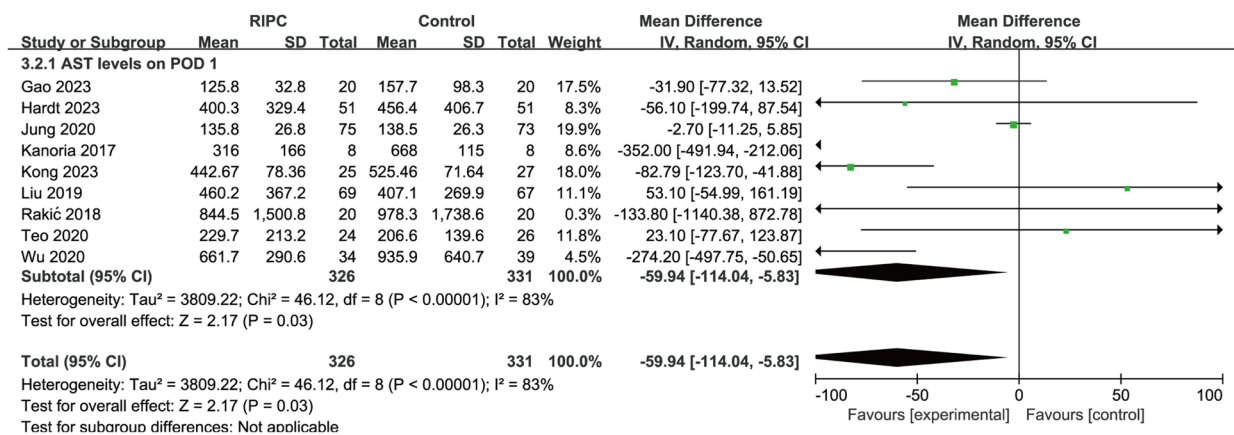 RIPC Control Mean Difference Mean Difference
Study or Subgroup Mean SD Total Mean SD Total Weight IV, Random, 95% CI IV, Random, 95% CI
3.2.1 AST levels on POD 1
Gao 2023 125.8 32.8 20 157.7 98.3 20 17.5% -31.90 [-77.32, 13.52]
Hardt 2023 400.3 329.4 51 456.4 406.7 51 8.3% -56.10 [-199.74, 87.54]
Jung 2020 135.8 26.8 75 138.5 26.3 73 19.9% -2.70 [-11.25, 5.85]
Kanoria 2017 316 166 8 668 115 8 8.6% -352.00 [-491.94, -212.06]
Kong 2023 442.67 78.36 25 525.46 71.64 27 18.0% -82.79 [-123.70, -41.88]
Liu 2019 460.2 367.2 69 407.1 269.9 67 11.1% 53.10 [-54.99, 161.19]
Rakić 2018 844.5 1,500.8 20 978.3 1,738.6 20 0.3% -133.80 [-1140.38, 872.78]
Teo 2020 229.7 213.2 24 206.6 139.6 26 11.8% 23.10 [-77.67, 123.87]
Wu 2020 661.7 290.6 34 935.9 640.7 39 4.5% -274.20 [-497.75, -50.65]
Subtotal (95% CI) 326 331 100.0% -59.94 [-114.04, -5.83]
Heterogeneity: Tau² = 3809.22; Chi² = 46.12, df = 8 (P < 0.00001); I² = 83%
Test for overall effect: Z = 2.17 (P = 0.03)
Total (95% CI) 326 331 100.0% -59.94 [-114.04, -5.83]
Heterogeneity: Tau² = 3809.22; Chi² = 46.12, df = 8 (P < 0.00001); I² = 83%
Test for overall effect: Z = 2.17 (P = 0.03)
Test for subgroup differences: Not applicable
-100 -50 0 50 100
Favours [experimental] Favours [control]